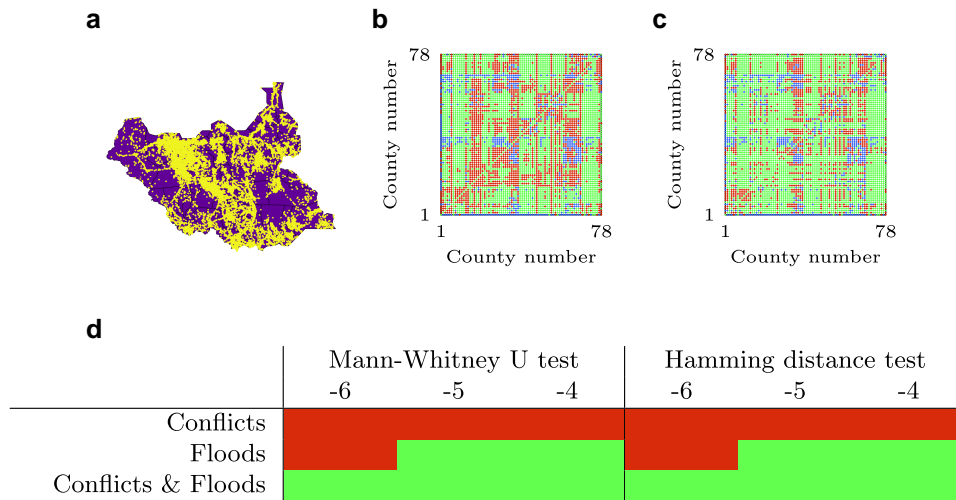 a
b
c
78
County number
1
1
78
County number
78
County number
1
1
78
County number
d
Mann-Whitney U test
Hamming distance test
-6 -5 -4 -6 -5 -4
Conflicts
Floods
Conflicts & Floods